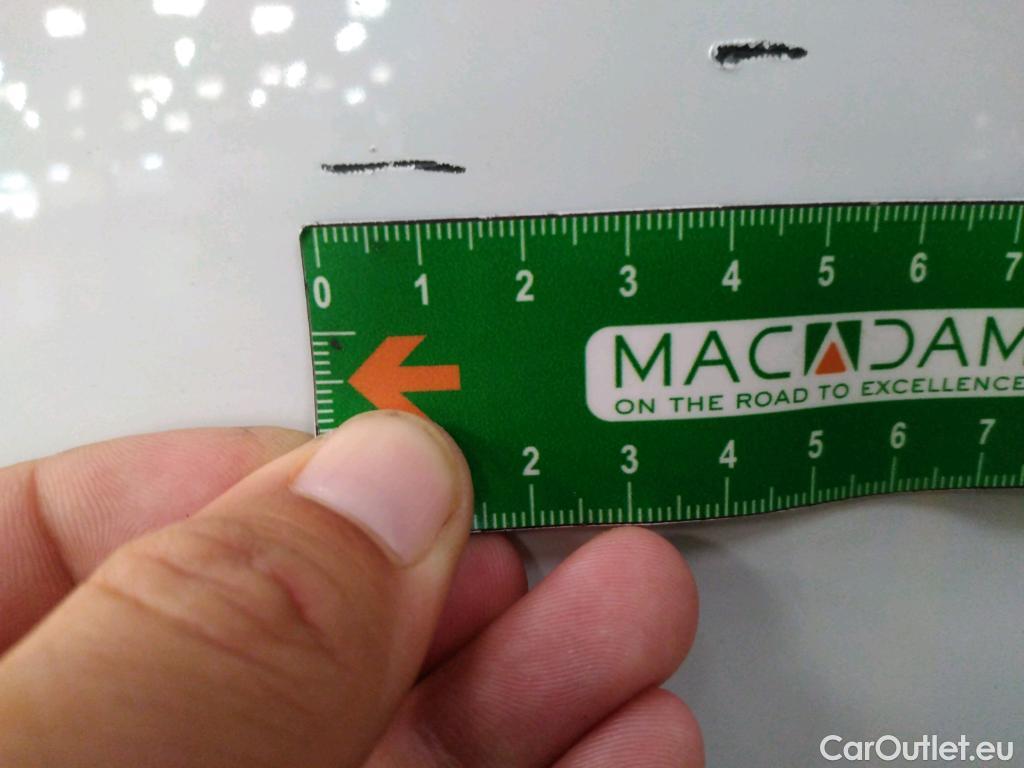 0 1 2 3 4 5 6 7
MACADAM
ON THE ROAD TO EXCELLENCE
2 3 4 5 6 7
CarOutlet.eu